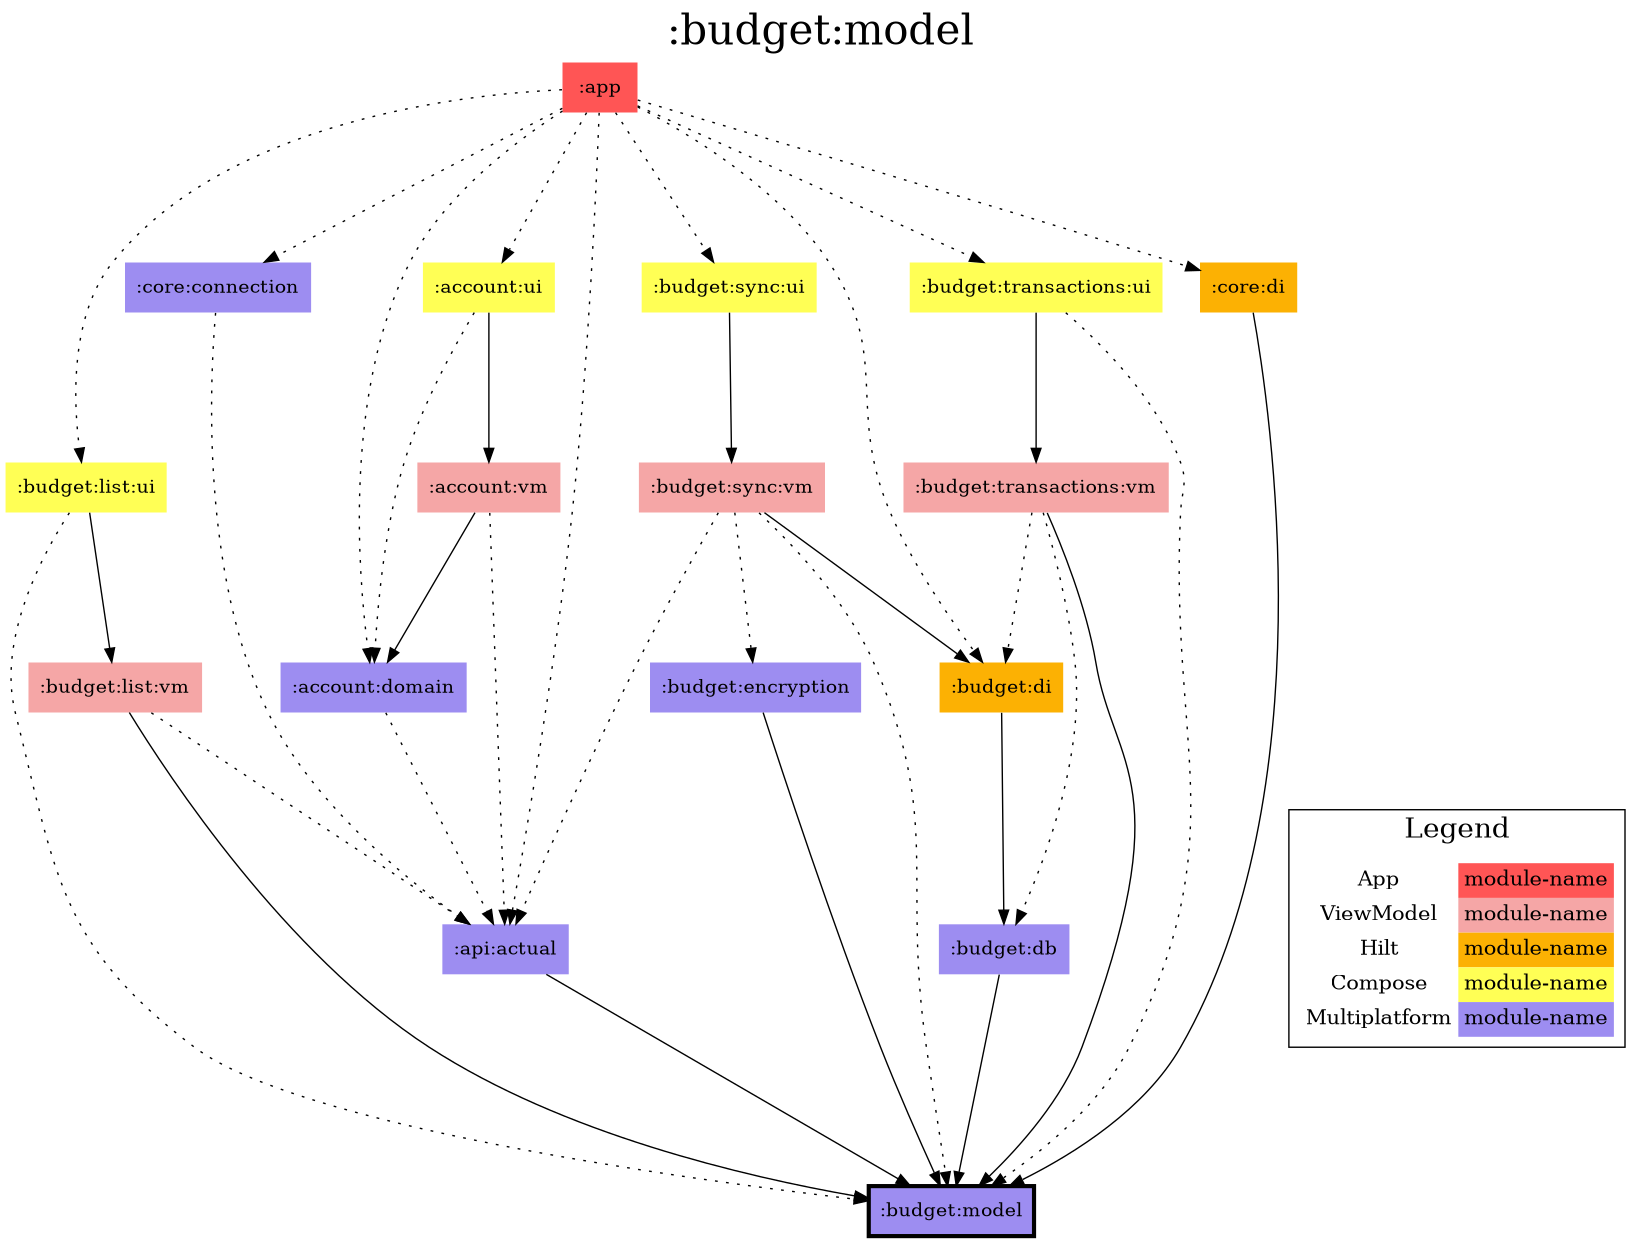 :budget:model
:app
:core:connection
:account:ui
:budget:sync:ui
:budget:transactions:ui
:core:di
:budget:list:ui
:account:vm
:budget:sync:vm
:budget:transactions:vm
:budget:list:vm
:account:domain
:budget:encryption
:budget:di
:api:actual
:budget:db
:budget:model
Legend
App module-name
ViewModel module-name
Hilt module-name
Compose module-name
Multiplatform module-name